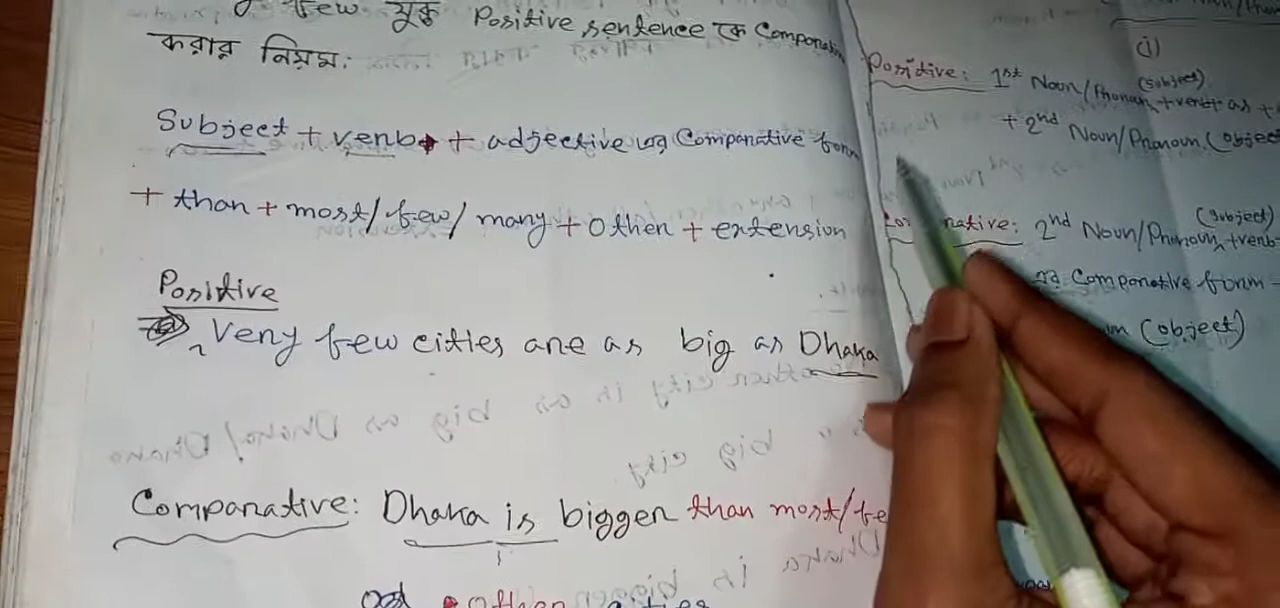 few যুক্ত Positive sentence কে
করার নিয়ম:
Subject + verb + adjective এর Comparative form
+ than + most/few/many + Other + extension
Positive
Very few cities are as big as Dhaka
Comparative: Dhaka is bigger than most/fe
other
(i)
Positive: 1st Noun/Pronoun (subject) + verb + as +
+ 2nd Noun/Pronoun (object
2nd Noun/Pronoun (subject) + verb
এর Comparative form
(object)